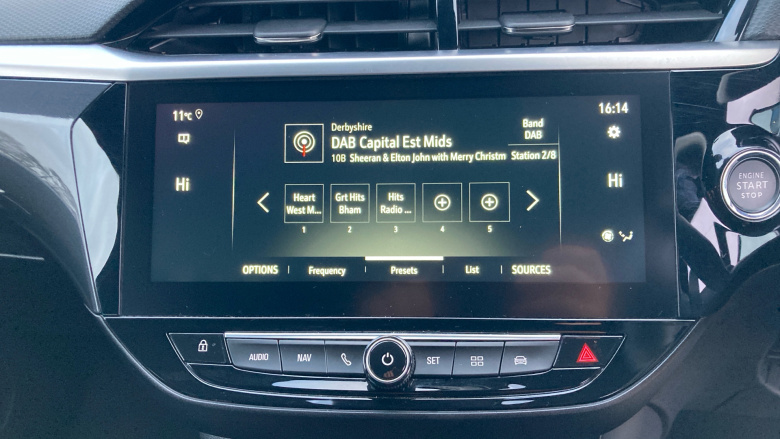 11°C
16:14
Derbyshire
DAB Capital Est Mids
10B Sheeran & Elton John with Merry Christm
Band
DAB
Station 2/8
Hi
Hi
Heart
West M...
Grt Hits
Bham
Hits
Radio ...
1
2
3
4
5
OPTIONS
Frequency
Presets
List
SOURCES
AUDIO
NAV
SET
ENGINE
START
STOP